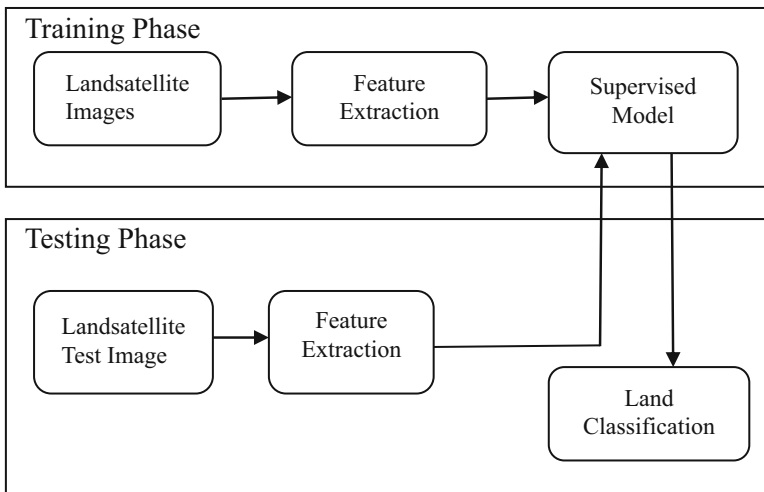 Training Phase
Landsatellite
Images
Feature
Extraction
Supervised
Model
Testing Phase
Landsatellite
Test Image
Feature
Extraction
Land
Classification